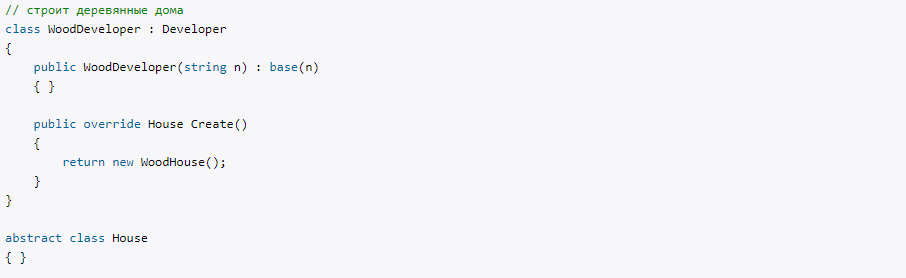 // строит деревянные дома
class WoodDeveloper : Developer
{
    public WoodDeveloper(string n) : base(n)
    { }

    public override House Create()
    {
        return new WoodHouse();
    }
}

abstract class House
{ }